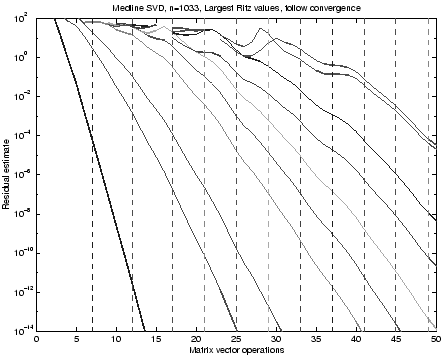 Medline SVD, n=1033, Largest Ritz values, follow convergence
10^2
10^0
10^-2
10^-4
10^-6
10^-8
10^-10
10^-12
10^-14
Residual estimate
0 5 10 15 20 25 30 35 40 45 50
Matrix vector operations